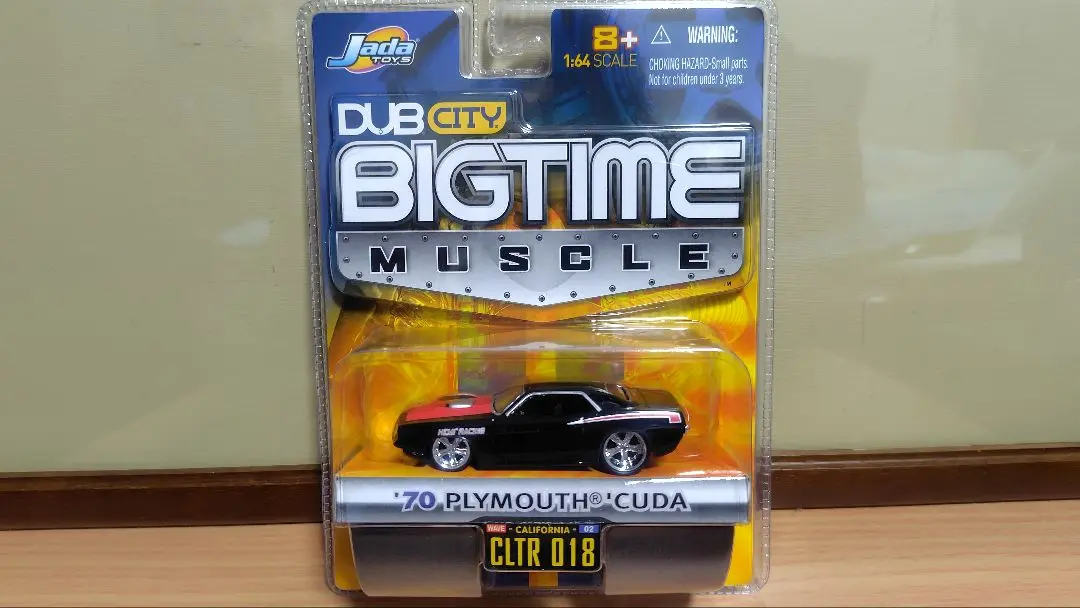 Jada
TOYS
8+
1:64 SCALE
WARNING:
CHOKING HAZARD-Small parts.
Not for children under 3 years.
DUB CITY
BIGTIME
MUSCLE
'70 PLYMOUTH® 'CUDA
WAVE - CALIFORNIA - 02
CLTR 018